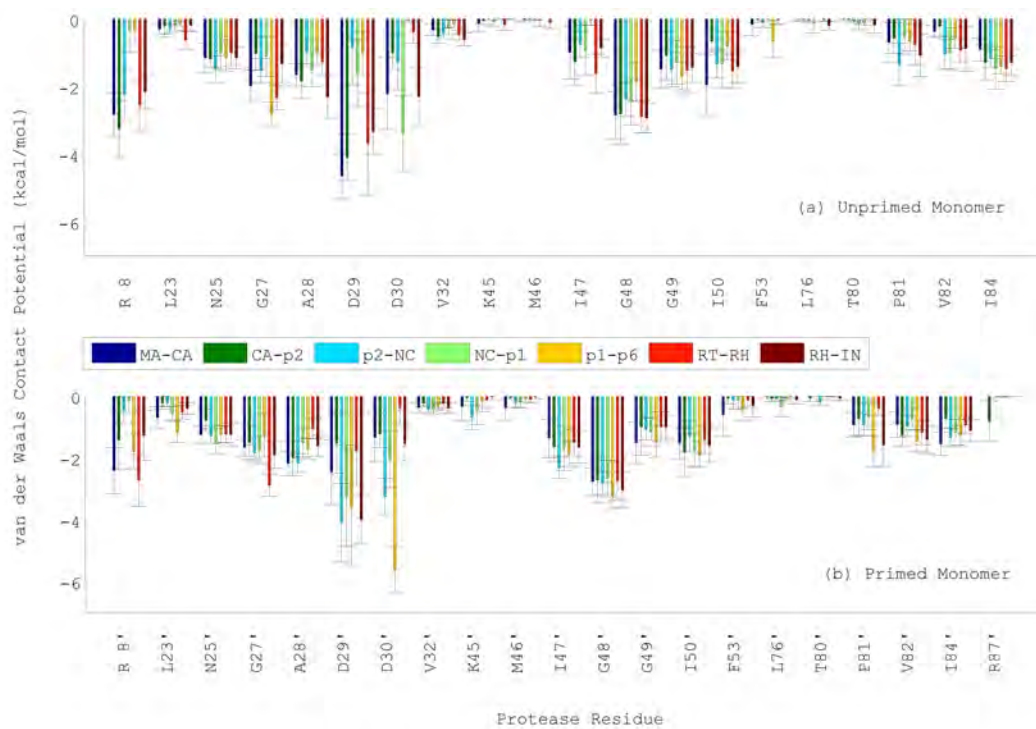 van der Waals Contact Potential (kcal/mol)
0
-2
-4
-6
(a) Unprimed Monomer
R 8 L23 N25 G27 A28 D29 D30 V32 K45 M46 I47 G48 G49 I50 F53 L76 T80 P81 V82 I84
MA-CA CA-p2 p2-NC NC-p1 p1-p6 RT-RH RH-IN
0
-2
-4
-6
(b) Primed Monomer
R 8' L23' N25' G27' A28' D29' D30' V32' K45' M46' I47' G48' G49' I50' F53' L76' T80' P81' V82' I84' R87'
Protease Residue